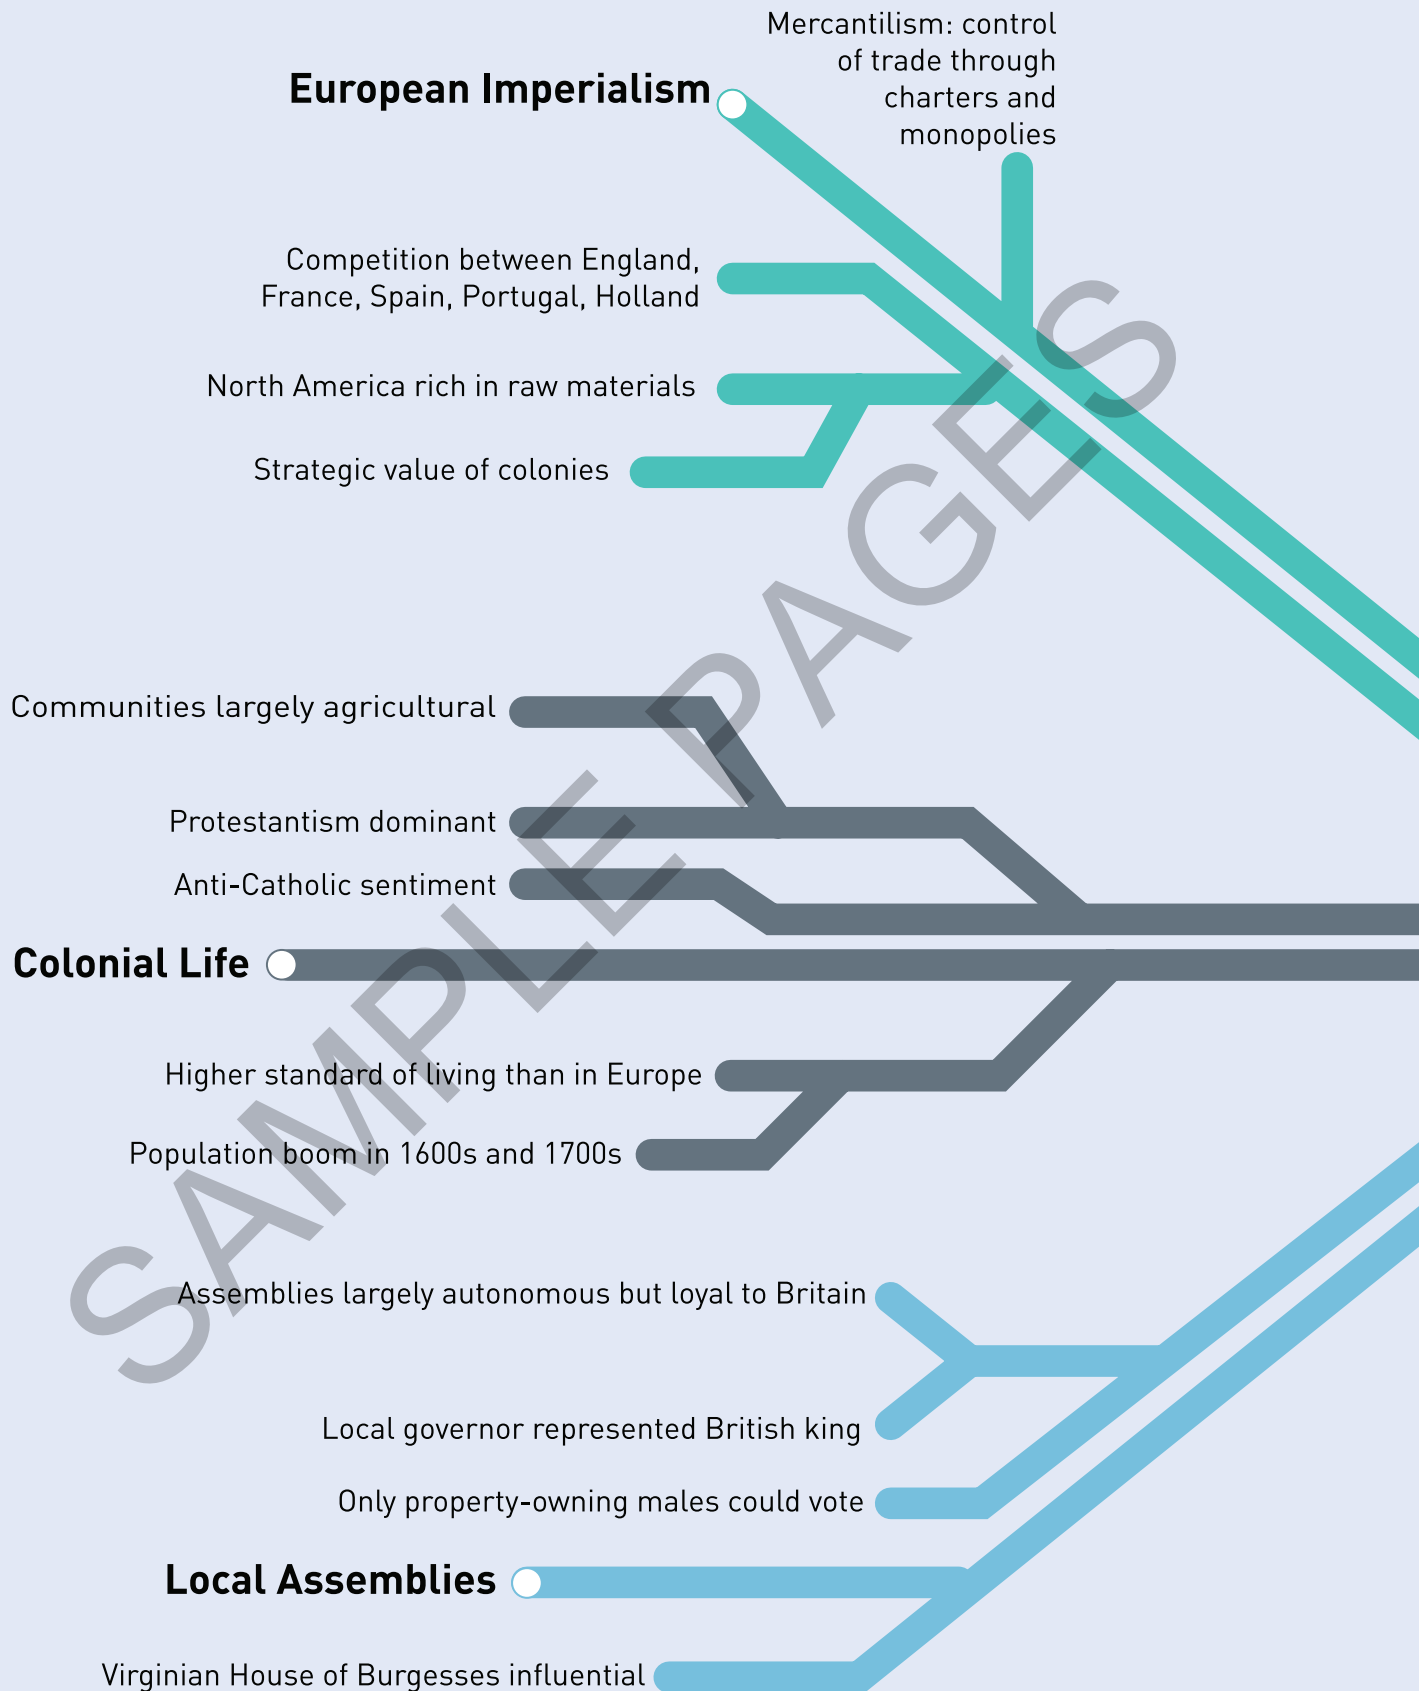 Mercantilism: control
of trade through
charters and
monopolies
European Imperialism
Competition between England,
France, Spain, Portugal, Holland
North America rich in raw materials
Strategic value of colonies
Communities largely agricultural
Protestantism dominant
Anti-Catholic sentiment
Colonial Life
Higher standard of living than in Europe
Population boom in 1600s and 1700s
Assemblies largely autonomous but loyal to Britain
Local governor represented British king
Only property-owning males could vote
Local Assemblies
Virginian House of Burgesses influential
SAMPLE PAGES